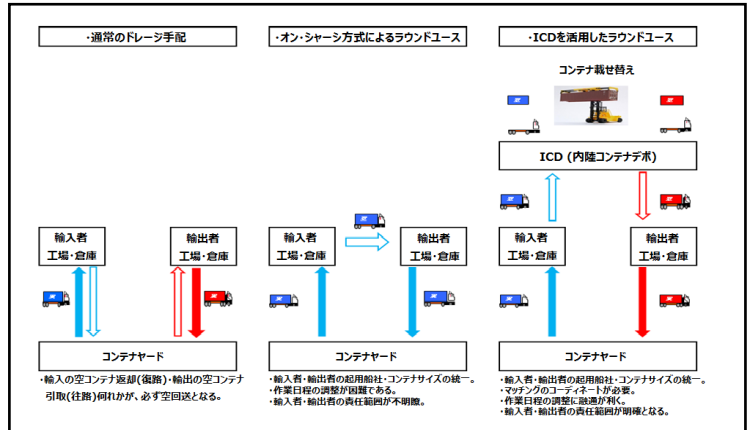 ・通常のドレージ手配
輸入者
工場・倉庫
輸出者
工場・倉庫
コンテナヤード
・輸入の空コンテナ返却(復路)・輸出の空コンテナ
引取(往路)何れかが、必ず空回送となる。
・オン・シャーシ方式によるラウンドユース
輸入者
工場・倉庫
輸出者
工場・倉庫
コンテナヤード
・輸入者・輸出者の起用船社・コンテナサイズの統一。
・作業日程の調整が困難である。
・輸入者・輸出者の責任範囲が不明瞭。
・ICDを活用したラウンドユース
コンテナ載せ替え
ICD (内陸コンテナデポ)
輸入者
工場・倉庫
輸出者
工場・倉庫
コンテナヤード
・輸入者・輸出者の起用船社・コンテナサイズの統一。
・マッチングのコーディネートが必要。
・作業日程の調整に融通が利く。
・輸入者・輸出者の責任範囲が明確となる。